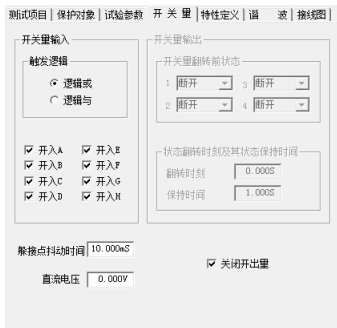 测试项目 保护对象 试验参数 开 关 量 特性定义 谐 波 接线图
开关量输入
触发逻辑
逻辑或
逻辑与
开入A 开入E
开入B 开入F
开入C 开入G
开入D 开入H
开关量输出
开关量翻转前状态
1 断开 3 断开
2 断开 4 断开
状态翻转时刻及其状态保持时间
翻转时刻 0.000S
保持时间 1.000S
躲接点抖动时间 10.000mS
直流电压 0.000V
关闭开出量